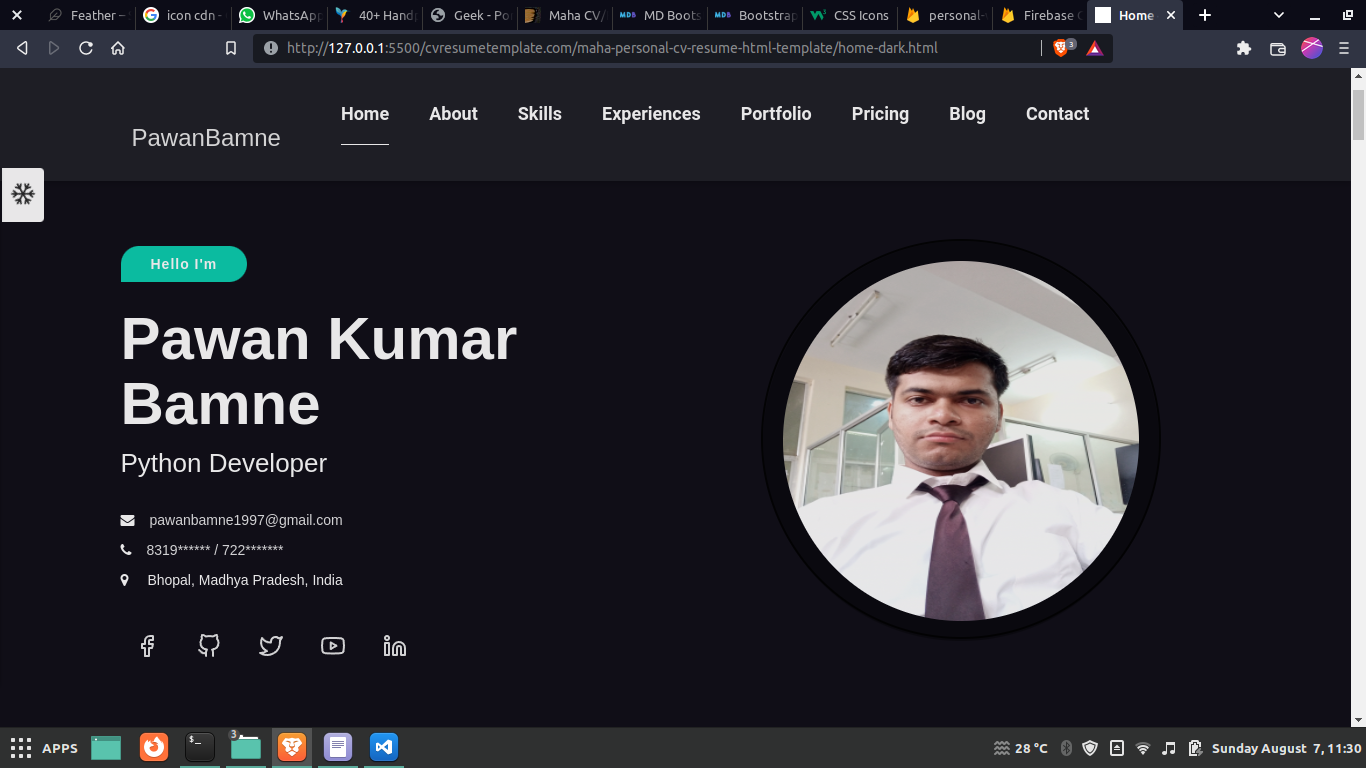 Feather –
icon cdn -
WhatsApp
40+ Hand
Geek - Po
Maha CV/
MD Boots
Bootstrap
CSS Icons
personal-
Firebase C
Home
http://127.0.0.1:5500/cvresumetemplate.com/maha-personal-cv-resume-html-template/home-dark.html
3
PawanBamne
Home About Skills Experiences Portfolio Pricing Blog Contact
Hello I'm
Pawan Kumar
Bamne
Python Developer
pawanbamne1997@gmail.com
8319****** / 722*******
Bhopal, Madhya Pradesh, India
APPS
3
28 °C
Sunday August 7, 11:30